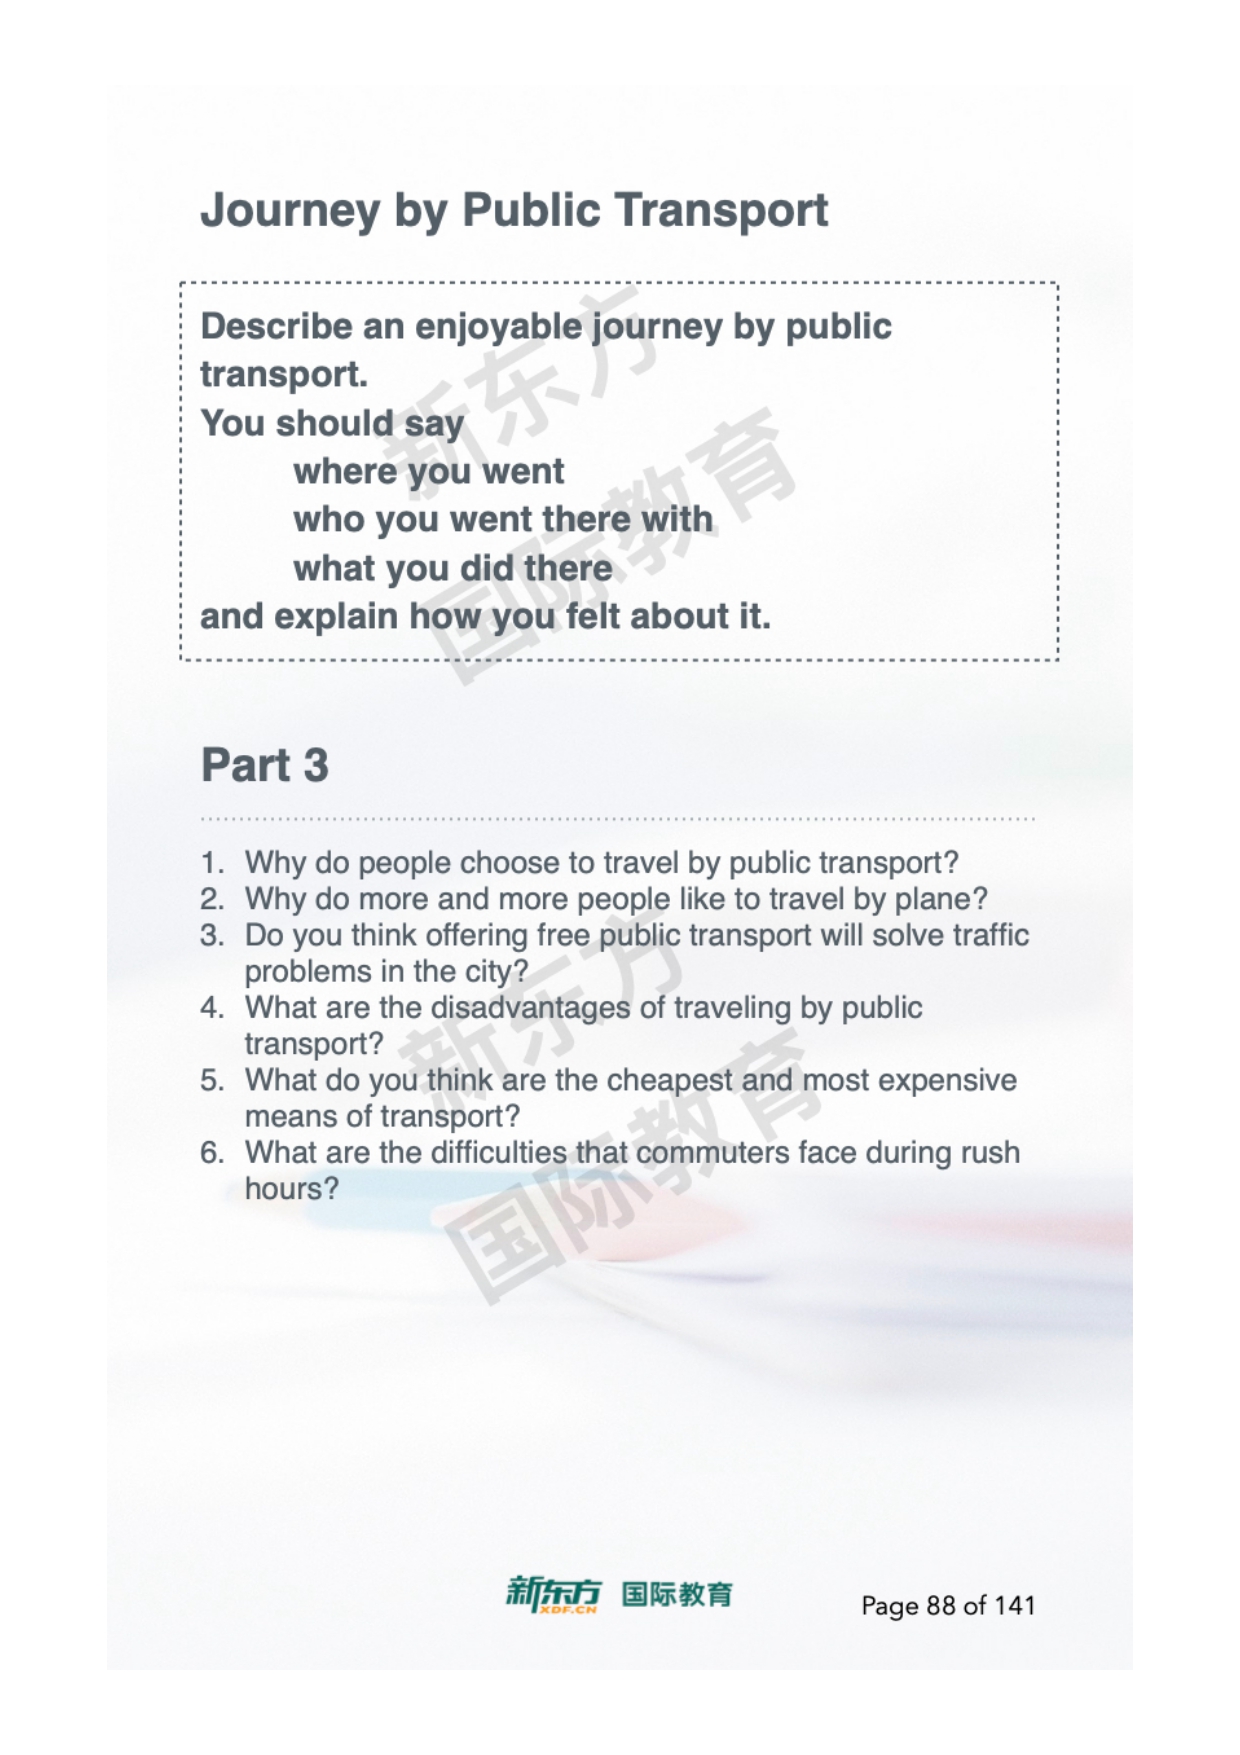 Journey by Public Transport
Describe an enjoyable journey by public
transport.
You should say
where you went
who you went there with
what you did there
and explain how you felt about it.
新东方
国际教育
Part 3
1. Why do people choose to travel by public transport?
2. Why do more and more people like to travel by plane?
3. Do you think offering free public transport will solve traffic
problems in the city?
4. What are the disadvantages of traveling by public
transport?
5. What do you think are the cheapest and most expensive
means of transport?
6. What are the difficulties that commuters face during rush
hours?
新东方
国际教育
新东方 国际教育
XDF.CN
Page 88 of 141